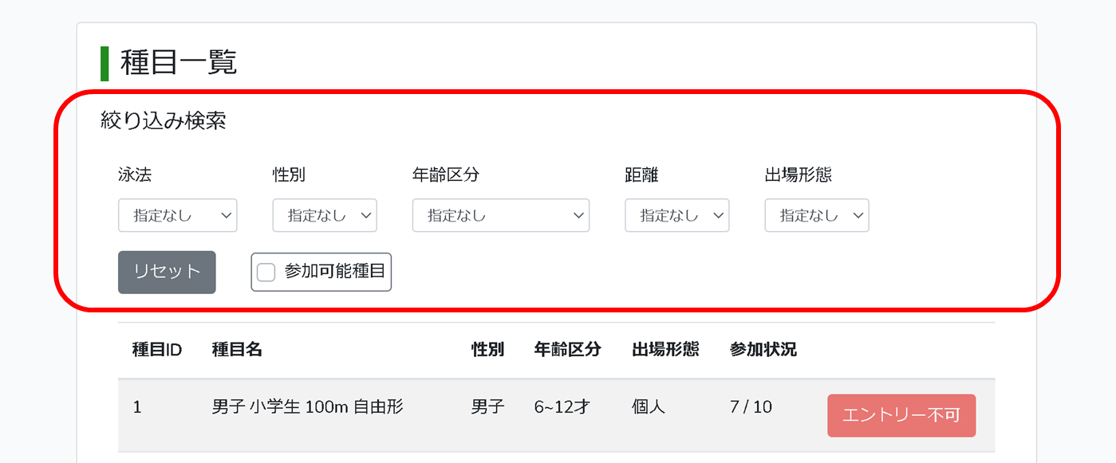 種目一覧
絞り込み検索
泳法 性別 年齢区分 距離 出場形態
指定なし 指定なし 指定なし 指定なし 指定なし
リセット 参加可能種目
種目ID 種目名 性別 年齢区分 出場形態 参加状況
1 男子 小学生 100m 自由形 男子 6~12才 個人 7 / 10 エントリー不可